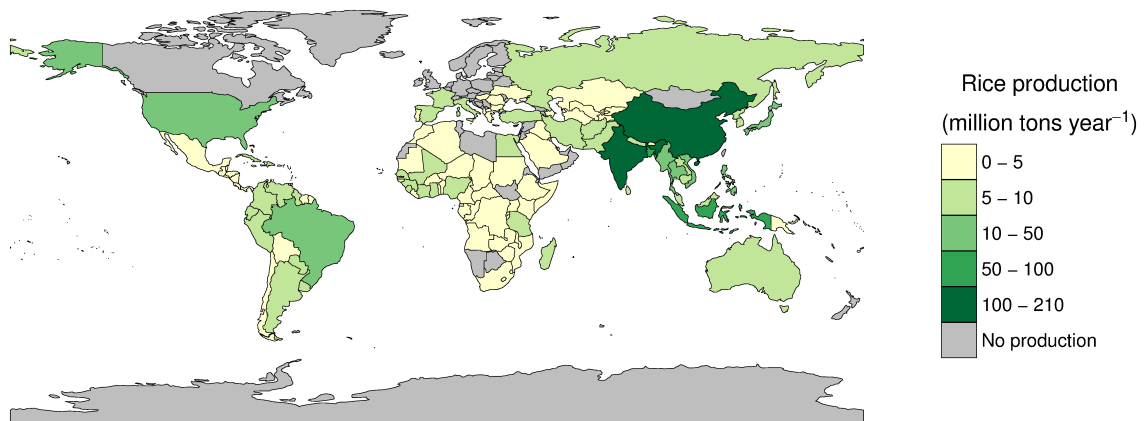 Rice production
(million tons year⁻¹)
0 − 5
5 − 10
10 − 50
50 − 100
100 − 210
No production